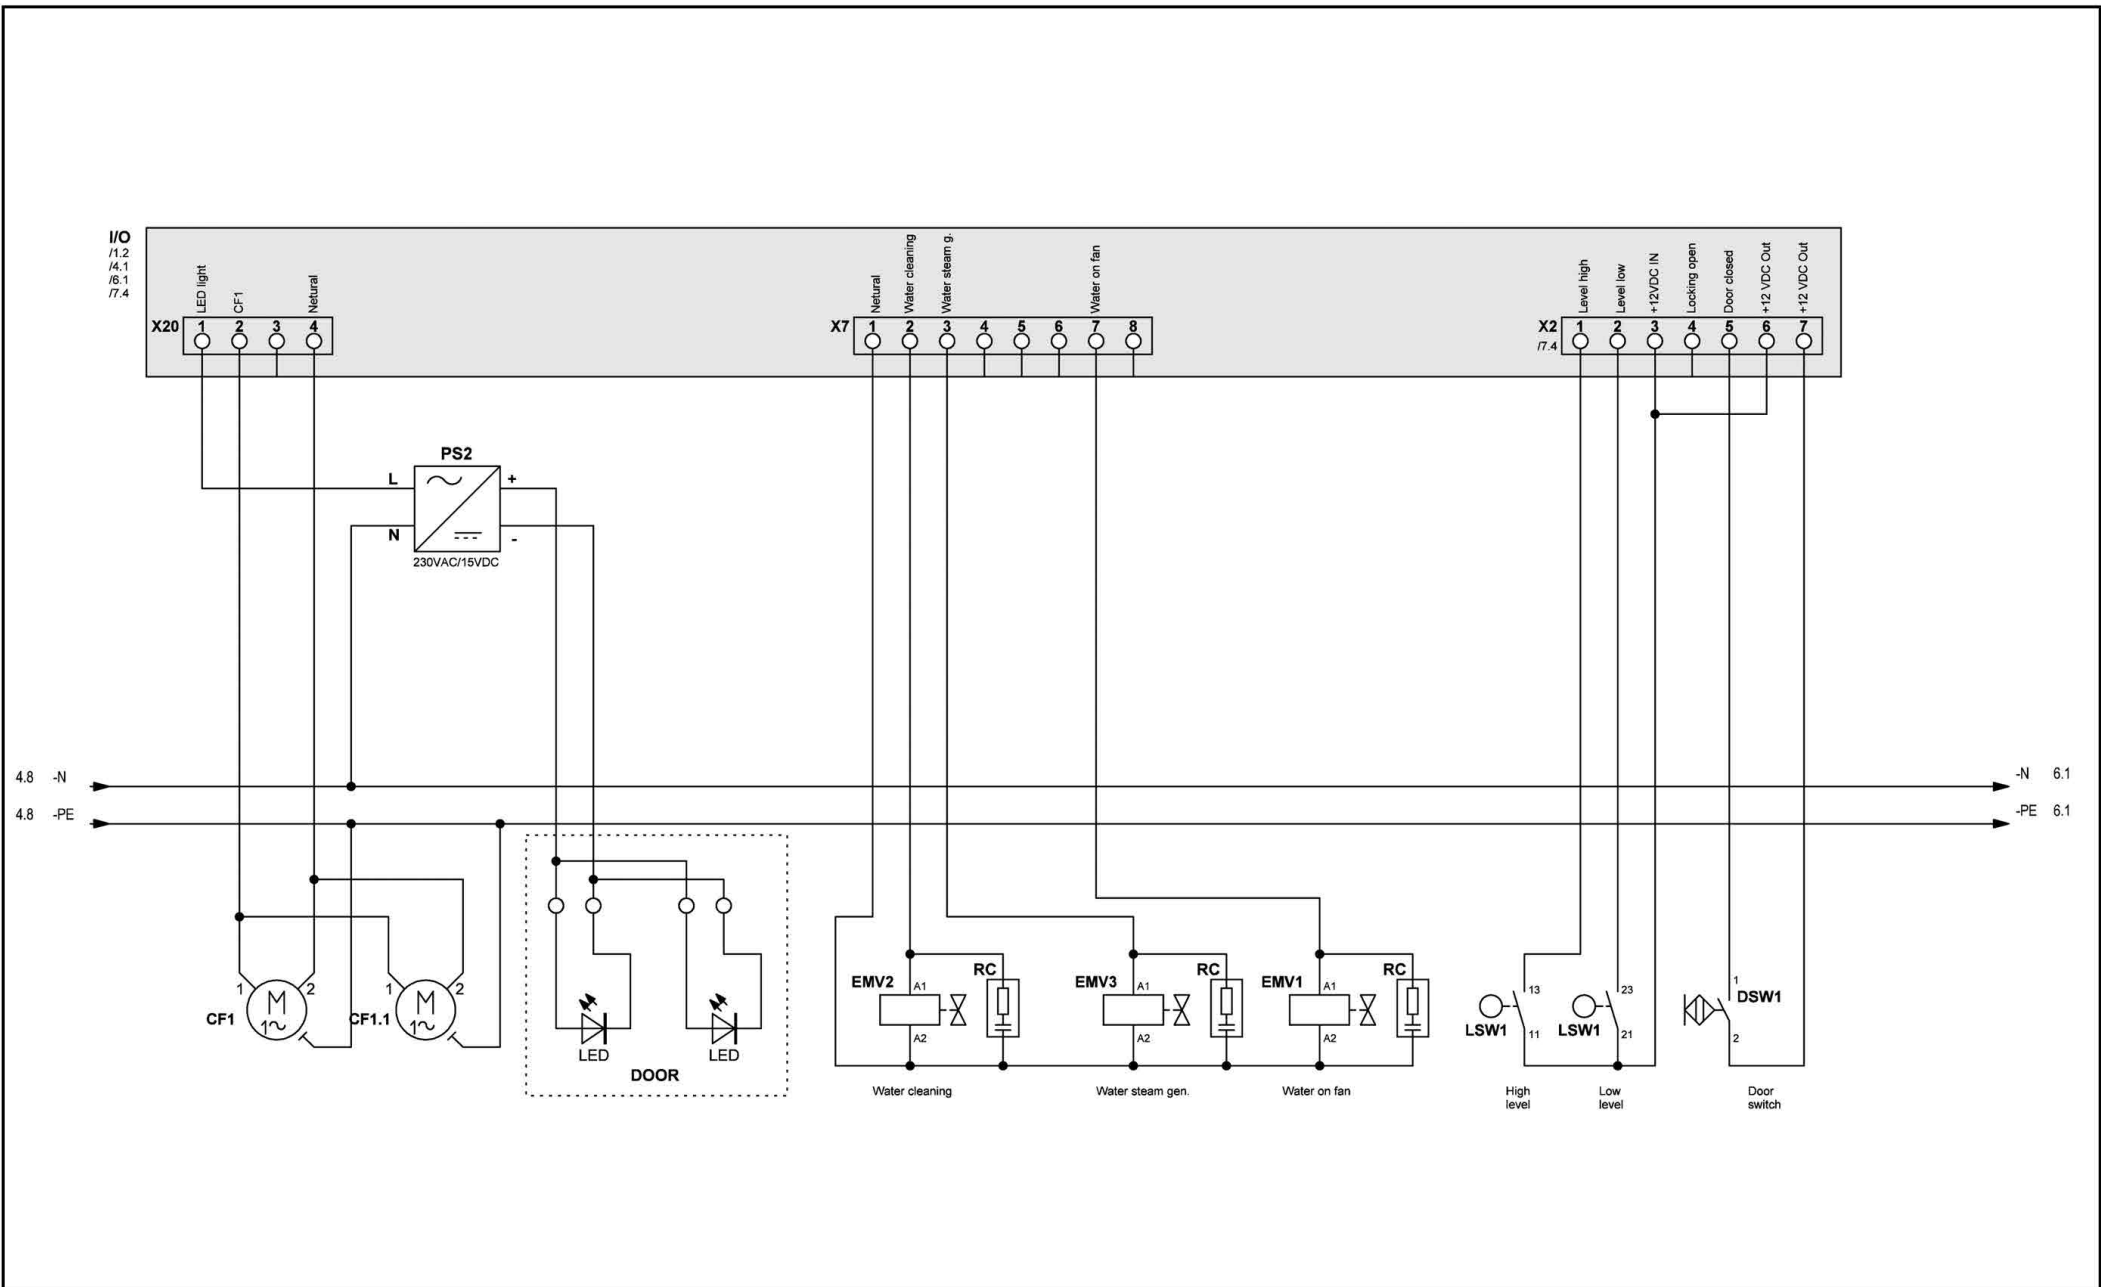 I/O
/1.2
/4.1
/6.1
/7.4
LED light
CF1
Netural
X20 1 2 3 4
Netural
Water cleaning
Water steam g.
Water on fan
X7 1 2 3 4 5 6 7 8
Level high
Level low
+12VDC IN
Locking open
Door closed
+12 VDC Out
+12 VDC Out
X2 1 2 3 4 5 6 7
/7.4
PS2
L +
N -
230VAC/15VDC
4.8 -N
-N 6.1
4.8 -PE
-PE 6.1
1 2
M
1~
CF1
1 2
M
1~
CF1.1
LED
LED
DOOR
EMV2
A1
A2
RC
Water cleaning
EMV3
A1
A2
RC
Water steam gen.
EMV1
A1
A2
RC
Water on fan
13
LSW1
11
High
level
23
LSW1
21
Low
level
1
DSW1
2
Door
switch